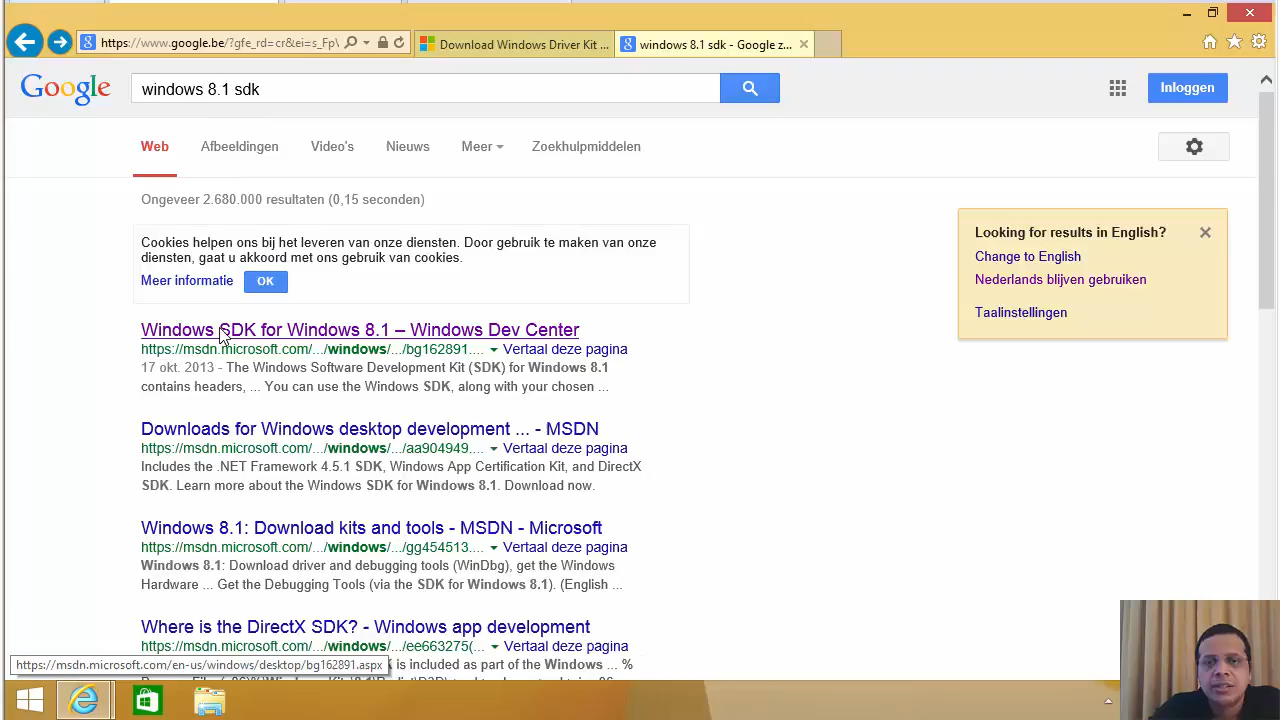 https://www.google.be/?gfe_rd=cr&ei=s_Fp\
Download Windows Driver Kit ...
windows 8.1 sdk - Google z...
Google
windows 8.1 sdk
Inloggen
Web
Afbeeldingen
Video's
Nieuws
Meer
Zoekhulpmiddelen
Ongeveer 2.680.000 resultaten (0,15 seconden)
Cookies helpen ons bij het leveren van onze diensten. Door gebruik te maken van onze
diensten, gaat u akkoord met ons gebruik van cookies.
Meer informatie
OK
Looking for results in English?
Change to English
Nederlands blijven gebruiken
Taalinstellingen
Windows SDK for Windows 8.1 – Windows Dev Center
https://msdn.microsoft.com/.../windows/.../bg162891.... Vertaal deze pagina
17 okt. 2013 - The Windows Software Development Kit (SDK) for Windows 8.1
contains headers, ... You can use the Windows SDK, along with your chosen ...
Downloads for Windows desktop development ... - MSDN
https://msdn.microsoft.com/.../windows/.../aa904949.... Vertaal deze pagina
Includes the .NET Framework 4.5.1 SDK, Windows App Certification Kit, and DirectX
SDK. Learn more about the Windows SDK for Windows 8.1. Download now.
Windows 8.1: Download kits and tools - MSDN - Microsoft
https://msdn.microsoft.com/.../windows/.../gg454513.... Vertaal deze pagina
Windows 8.1: Download driver and debugging tools (WinDbg), get the Windows
Hardware ... Get the Debugging Tools (via the SDK for Windows 8.1). (English ...
Where is the DirectX SDK? - Windows app development
https://msdn.microsoft.com/.../windows/.../ee663275(... Vertaal deze pagina
https://msdn.microsoft.com/en-us/windows/desktop/bg162891.aspx
K is included as part of the Windows ... %